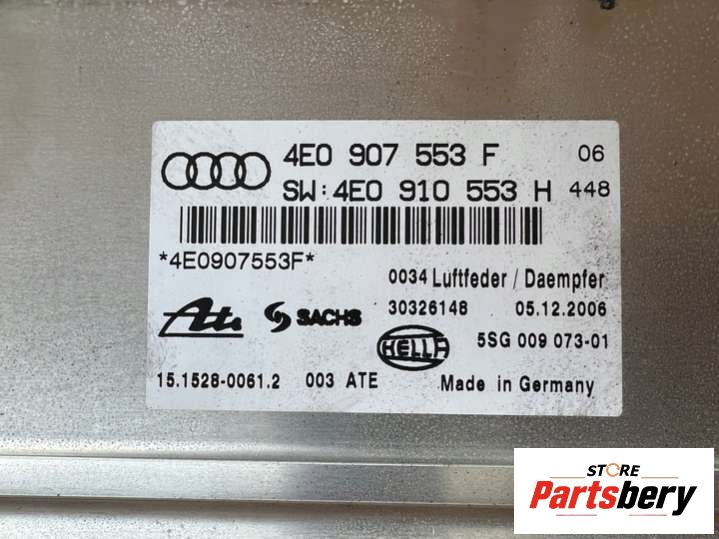 4E0 907 553 F 06
SW:4E0 910 553 H 448
*4E0907553F*
0034 Luftfeder / Daempfer
30326148 05.12.2006
Ate SACHS HELLA 5SG 009 073-01
15.1528-0061.2 003 ATE Made in Germany
STORE
Partsbery